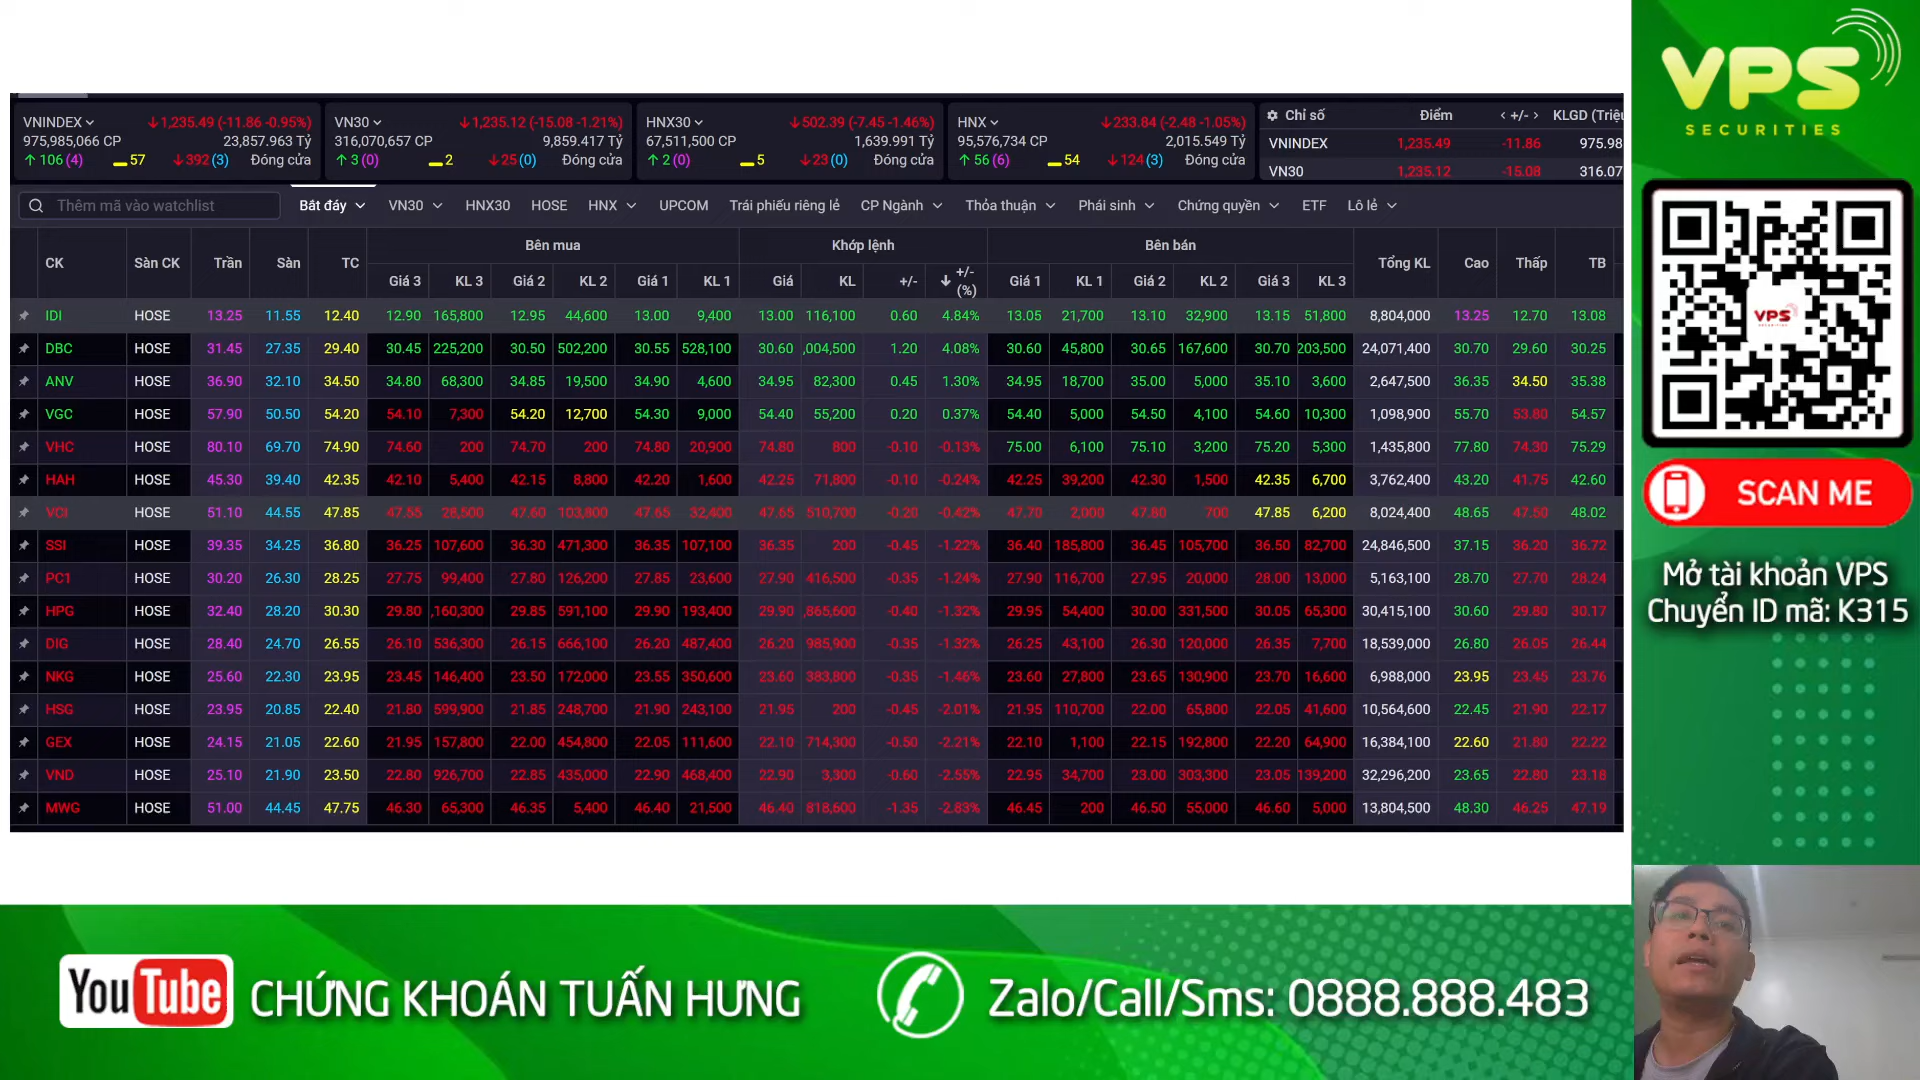 VNINDEX 1,235.49 (-11.86 -0.95%)
975,985,066 CP 23,857.963 Tỷ
106 (4) 57 392 (3) Đóng cửa
VN30 1,235.12 (-15.08 -1.21%)
316,070,657 CP 9,859.417 Tỷ
3 (0) 2 25 (0) Đóng cửa
HNX30 502.39 (-7.45 -1.46%)
67,511,500 CP 1,639.991 Tỷ
2 (0) 5 23 (0) Đóng cửa
HNX 233.84 (-2.48 -1.05%)
95,576,734 CP 2,015.549 Tỷ
56 (6) 54 124 (3) Đóng cửa
Chỉ số Điểm ‹ +/- › KLGD (Triệu
VNINDEX 1,235.49 -11.86 975.98
VN30 1,235.12 -15.08 316.07
Thêm mã vào watchlist Bắt đáy VN30 HNX30 HOSE HNX UPCOM Trái phiếu riêng lẻ CP Ngành Thỏa thuận Phái sinh Chứng quyền ETF Lô lẻ
CK Sàn CK Trần Sàn TC Bên mua Khớp lệnh Bên bán Tổng KL Cao Thấp TB
Giá 3 KL 3 Giá 2 KL 2 Giá 1 KL 1 Giá KL +/- +/- (%) Giá 1 KL 1 Giá 2 KL 2 Giá 3 KL 3
IDI HOSE 13.25 11.55 12.40 12.90 165,800 12.95 44,600 13.00 9,400 13.00 116,100 0.60 4.84% 13.05 21,700 13.10 32,900 13.15 51,800 8,804,000 13.25 12.70 13.08
DBC HOSE 31.45 27.35 29.40 30.45 225,200 30.50 502,200 30.55 528,100 30.60 ,004,500 1.20 4.08% 30.60 45,800 30.65 167,600 30.70 203,500 24,071,400 30.70 29.60 30.25
ANV HOSE 36.90 32.10 34.50 34.80 68,300 34.85 19,500 34.90 4,600 34.95 82,300 0.45 1.30% 34.95 18,700 35.00 5,000 35.10 3,600 2,647,500 36.35 34.50 35.38
VGC HOSE 57.90 50.50 54.20 54.10 7,300 54.20 12,700 54.30 9,000 54.40 55,200 0.20 0.37% 54.40 5,000 54.50 4,100 54.60 10,300 1,098,900 55.70 53.80 54.57
VHC HOSE 80.10 69.70 74.90 74.60 200 74.70 200 74.80 20,900 74.80 800 -0.10 -0.13% 75.00 6,100 75.10 3,200 75.20 5,300 1,435,800 77.80 74.30 75.29
HAH HOSE 45.30 39.40 42.35 42.10 5,400 42.15 8,800 42.20 1,600 42.25 71,800 -0.10 -0.24% 42.25 39,200 42.30 1,500 42.35 6,700 3,762,400 43.20 41.75 42.60
VCI HOSE 51.10 44.55 47.85 47.55 28,500 47.60 103,800 47.65 32,400 47.65 510,700 -0.20 -0.42% 47.70 2,000 47.80 700 47.85 6,200 8,024,400 48.65 47.50 48.02
SSI HOSE 39.35 34.25 36.80 36.25 107,600 36.30 471,300 36.35 107,100 36.35 200 -0.45 -1.22% 36.40 185,800 36.45 105,700 36.50 82,700 24,846,500 37.15 36.20 36.72
PC1 HOSE 30.20 26.30 28.25 27.75 99,400 27.80 126,200 27.85 23,600 27.90 416,500 -0.35 -1.24% 27.90 116,700 27.95 20,000 28.00 13,000 5,163,100 28.70 27.70 28.24
HPG HOSE 32.40 28.20 30.30 29.80 ,160,300 29.85 591,100 29.90 193,400 29.90 ,865,600 -0.40 -1.32% 29.95 54,400 30.00 331,500 30.05 65,300 30,415,100 30.60 29.80 30.17
DIG HOSE 28.40 24.70 26.55 26.10 536,300 26.15 666,100 26.20 487,400 26.20 985,900 -0.35 -1.32% 26.25 43,100 26.30 120,000 26.35 7,700 18,539,000 26.80 26.05 26.44
NKG HOSE 25.60 22.30 23.95 23.45 146,400 23.50 172,000 23.55 350,600 23.60 383,800 -0.35 -1.46% 23.60 27,800 23.65 130,900 23.70 16,600 6,988,000 23.95 23.45 23.76
HSG HOSE 23.95 20.85 22.40 21.80 599,900 21.85 248,700 21.90 243,100 21.95 200 -0.45 -2.01% 21.95 110,700 22.00 65,800 22.05 41,600 10,564,600 22.45 21.90 22.17
GEX HOSE 24.15 21.05 22.60 21.95 157,800 22.00 454,800 22.05 111,600 22.10 714,300 -0.50 -2.21% 22.10 1,100 22.15 192,800 22.20 64,900 16,384,100 22.60 21.80 22.22
VND HOSE 25.10 21.90 23.50 22.80 926,700 22.85 435,000 22.90 468,400 22.90 3,300 -0.60 -2.55% 22.95 34,700 23.00 303,300 23.05 139,200 32,296,200 23.65 22.80 23.18
MWG HOSE 51.00 44.45 47.75 46.30 65,300 46.35 5,400 46.40 21,500 46.40 818,600 -1.35 -2.83% 46.45 200 46.50 55,000 46.60 5,000 13,804,500 48.30 46.25 47.19
VPS
SECURITIES
VPS
SCAN ME
Mở tài khoản VPS
Chuyển ID mã: K315
YouTube CHỨNG KHOÁN TUẤN HƯNG Zalo/Call/Sms: 0888.888.483